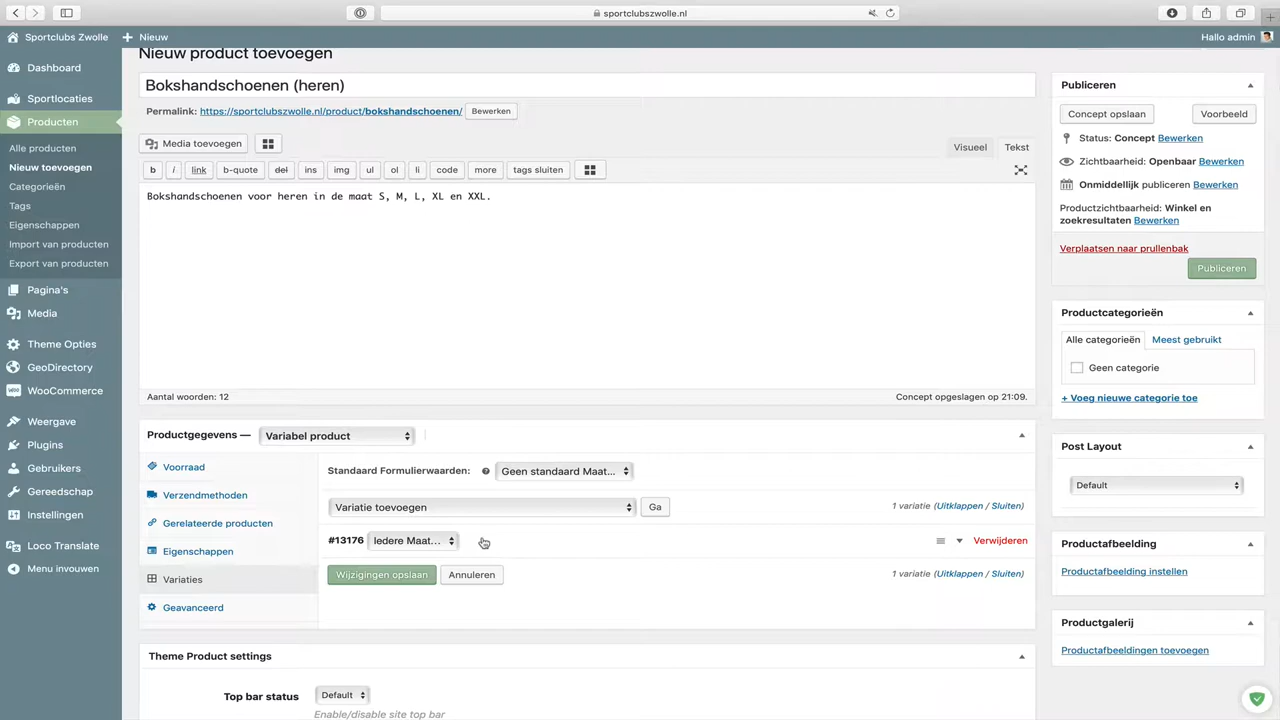 sportclubszwolle.nl
Sportclubs Zwolle
Nieuw
Hallo admin
Dashboard
Sportlocaties
Producten
Alle producten
Nieuw toevoegen
Categorieën
Tags
Eigenschappen
Import van producten
Export van producten
Pagina's
Media
Theme Opties
GeoDirectory
WooCommerce
Weergave
Plugins
Gebruikers
Gereedschap
Instellingen
Loco Translate
Menu invouwen
Nieuw product toevoegen
Bokshandschoenen (heren)
Permalink: https://sportclubszwolle.nl/product/bokshandschoenen/ Bewerken
Media toevoegen
Visueel Tekst
b i link b-quote del ins img ul ol li code more tags sluiten
Bokshandschoenen voor heren in de maat S, M, L, XL en XXL.
Aantal woorden: 12 Concept opgeslagen op 21:09.
Productgegevens — Variabel product
Voorraad
Verzendmethoden
Gerelateerde producten
Eigenschappen
Variaties
Geavanceerd
Standaard Formulierwaarden: Geen standaard Maat...
Variatie toevoegen Ga 1 variatie (Uitklappen / Sluiten)
#13176 Iedere Maat... Verwijderen
Wijzigingen opslaan Annuleren 1 variatie (Uitklappen / Sluiten)
Theme Product settings
Top bar status Default
Enable/disable site top bar
Publiceren
Concept opslaan Voorbeeld
Status: Concept Bewerken
Zichtbaarheid: Openbaar Bewerken
Onmiddellijk publiceren Bewerken
Productzichtbaarheid: Winkel en
zoekresultaten Bewerken
Verplaatsen naar prullenbak
Publiceren
Productcategorieën
Alle categorieën Meest gebruikt
Geen categorie
+ Voeg nieuwe categorie toe
Post Layout
Default
Productafbeelding
Productafbeelding instellen
Productgalerij
Productafbeeldingen toevoegen